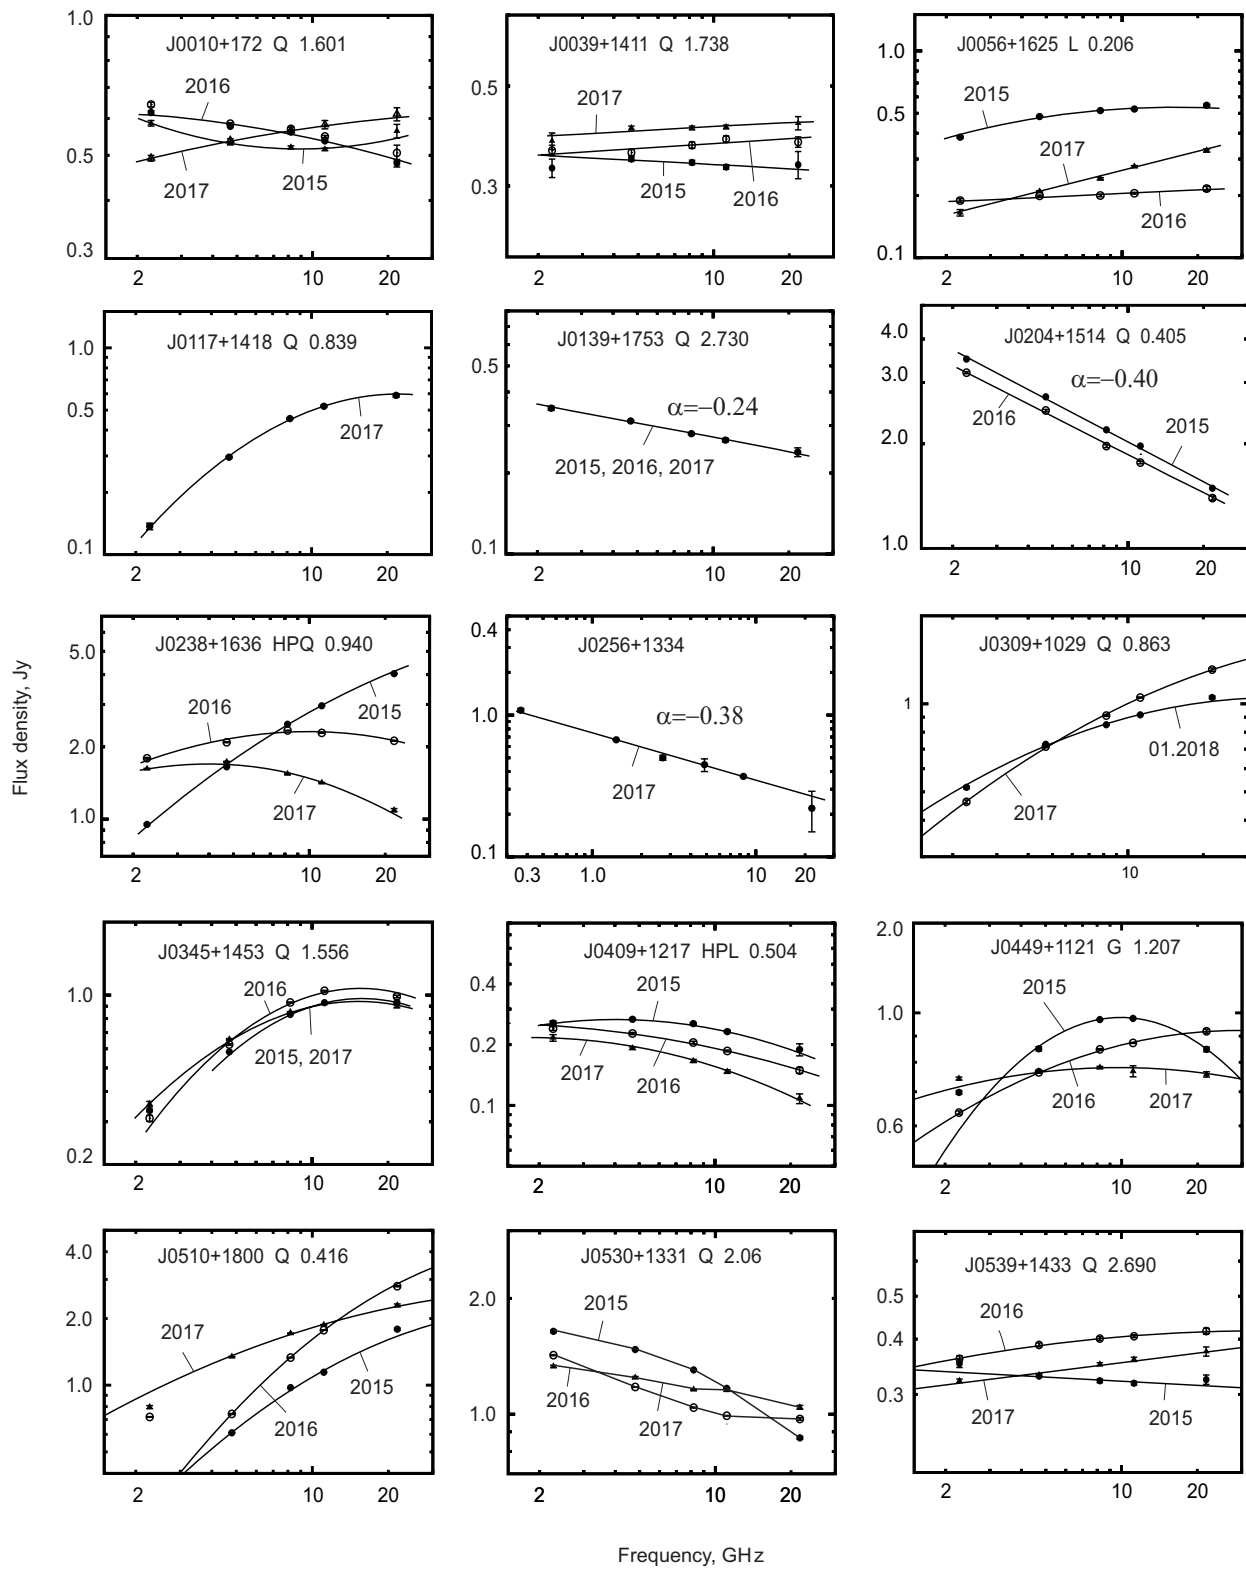 J0010+172 Q 1.601
1.0
0.5
0.3
2016
2017
2015
2 10 20
J0039+1411 Q 1.738
0.5
0.3
2017
2015
2016
2 10 20
J0056+1625 L 0.206
1.0
0.5
0.1
2015
2017
2016
2 10 20
J0117+1418 Q 0.839
1.0
0.5
0.1
2017
2 10 20
J0139+1753 Q 2.730
0.5
0.1
α=−0.24
2015, 2016, 2017
2 10 20
J0204+1514 Q 0.405
4.0
3.0
2.0
1.0
α=−0.40
2016
2015
2 10 20
Flux density, Jy
J0238+1636 HPQ 0.940
5.0
2.0
1.0
2016
2015
2017
2 10 20
J0256+1334
0.4
1.0
0.1
α=−0.38
2017
0.3 1.0 10 20
J0309+1029 Q 0.863
1
01.2018
2017
10
J0345+1453 Q 1.556
1.0
0.2
2016
2015, 2017
2 10 20
J0409+1217 HPL 0.504
0.4
0.2
0.1
2015
2017
2016
2 10 20
J0449+1121 G 1.207
2.0
1.0
0.6
2015
2016
2017
2 10 20
J0510+1800 Q 0.416
4.0
2.0
1.0
2017
2015
2016
2 10 20
J0530+1331 Q 2.06
2.0
1.0
2015
2016
2017
2 10 20
J0539+1433 Q 2.690
0.5
0.4
0.3
2016
2017
2015
2 10 20
Frequency, GHz